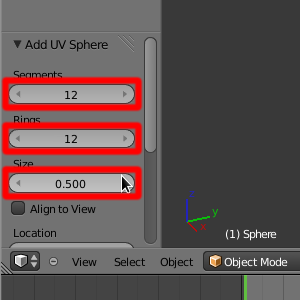 Add UV Sphere
Segments
12
Rings
12
Size
0.500
Align to View
Location
z
y
x
(1) Sphere
View Select Object Object Mode